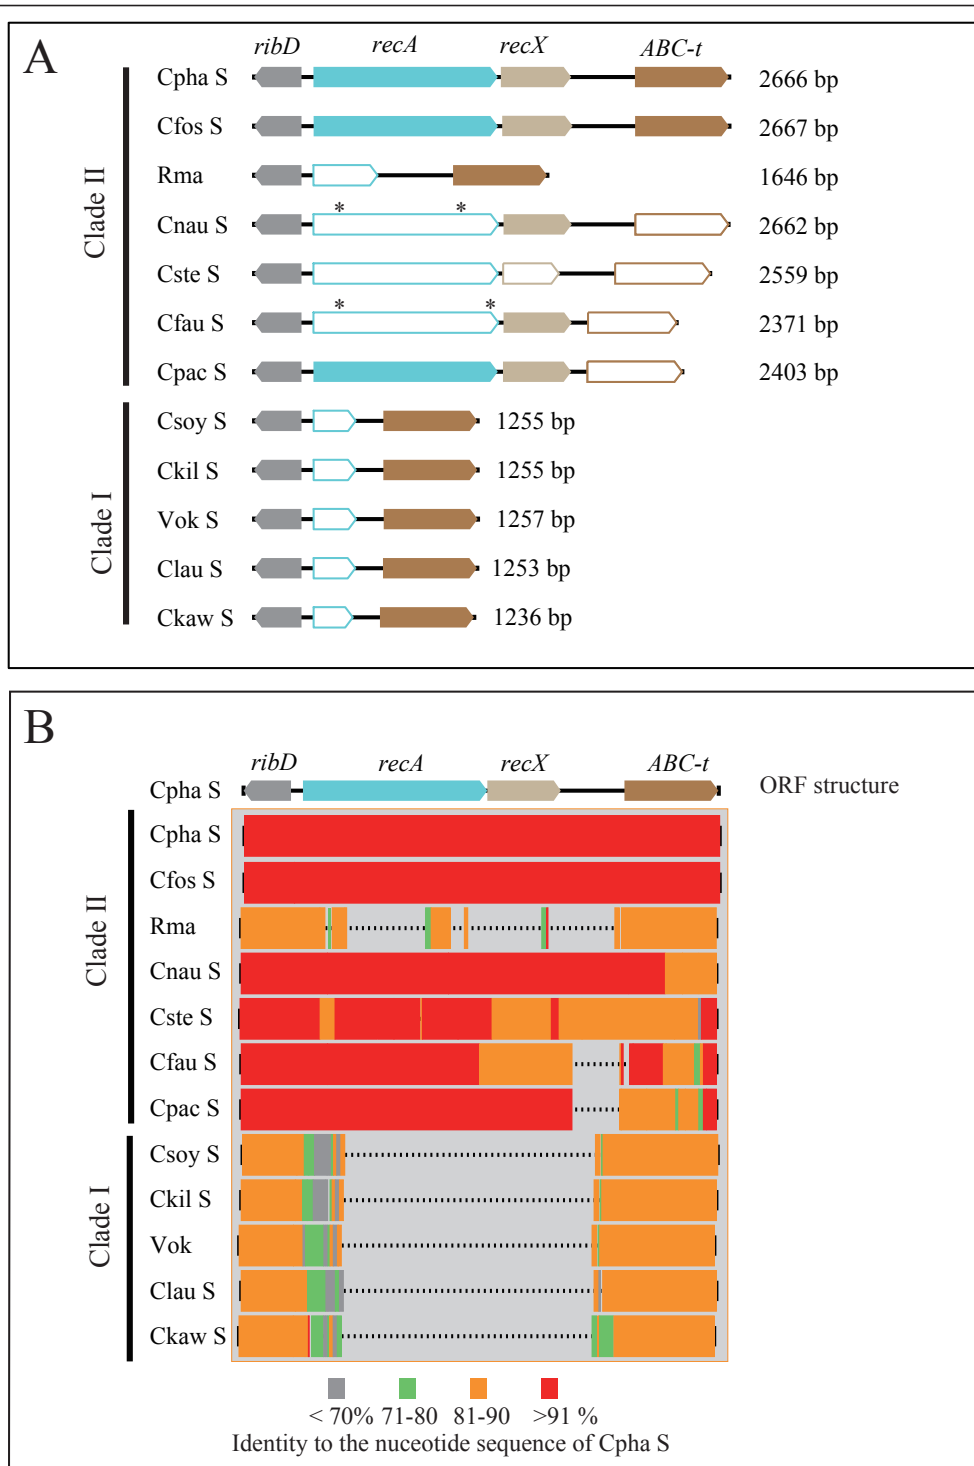 A
ribD recA recX ABC-t
Clade II
Cpha S 2666 bp
Cfos S 2667 bp
Rma 1646 bp
* *
Cnau S 2662 bp
Cste S 2559 bp
* *
Cfau S 2371 bp
Cpac S 2403 bp
Clade I
Csoy S 1255 bp
Ckil S 1255 bp
Vok S 1257 bp
Clau S 1253 bp
Ckaw S 1236 bp
B
ribD recA recX ABC-t
Cpha S ORF structure
Clade II
Cpha S
Cfos S
Rma
Cnau S
Cste S
Cfau S
Cpac S
Clade I
Csoy S
Ckil S
Vok
Clau S
Ckaw S
< 70% 71-80 81-90 >91 %
Identity to the nuceotide sequence of Cpha S